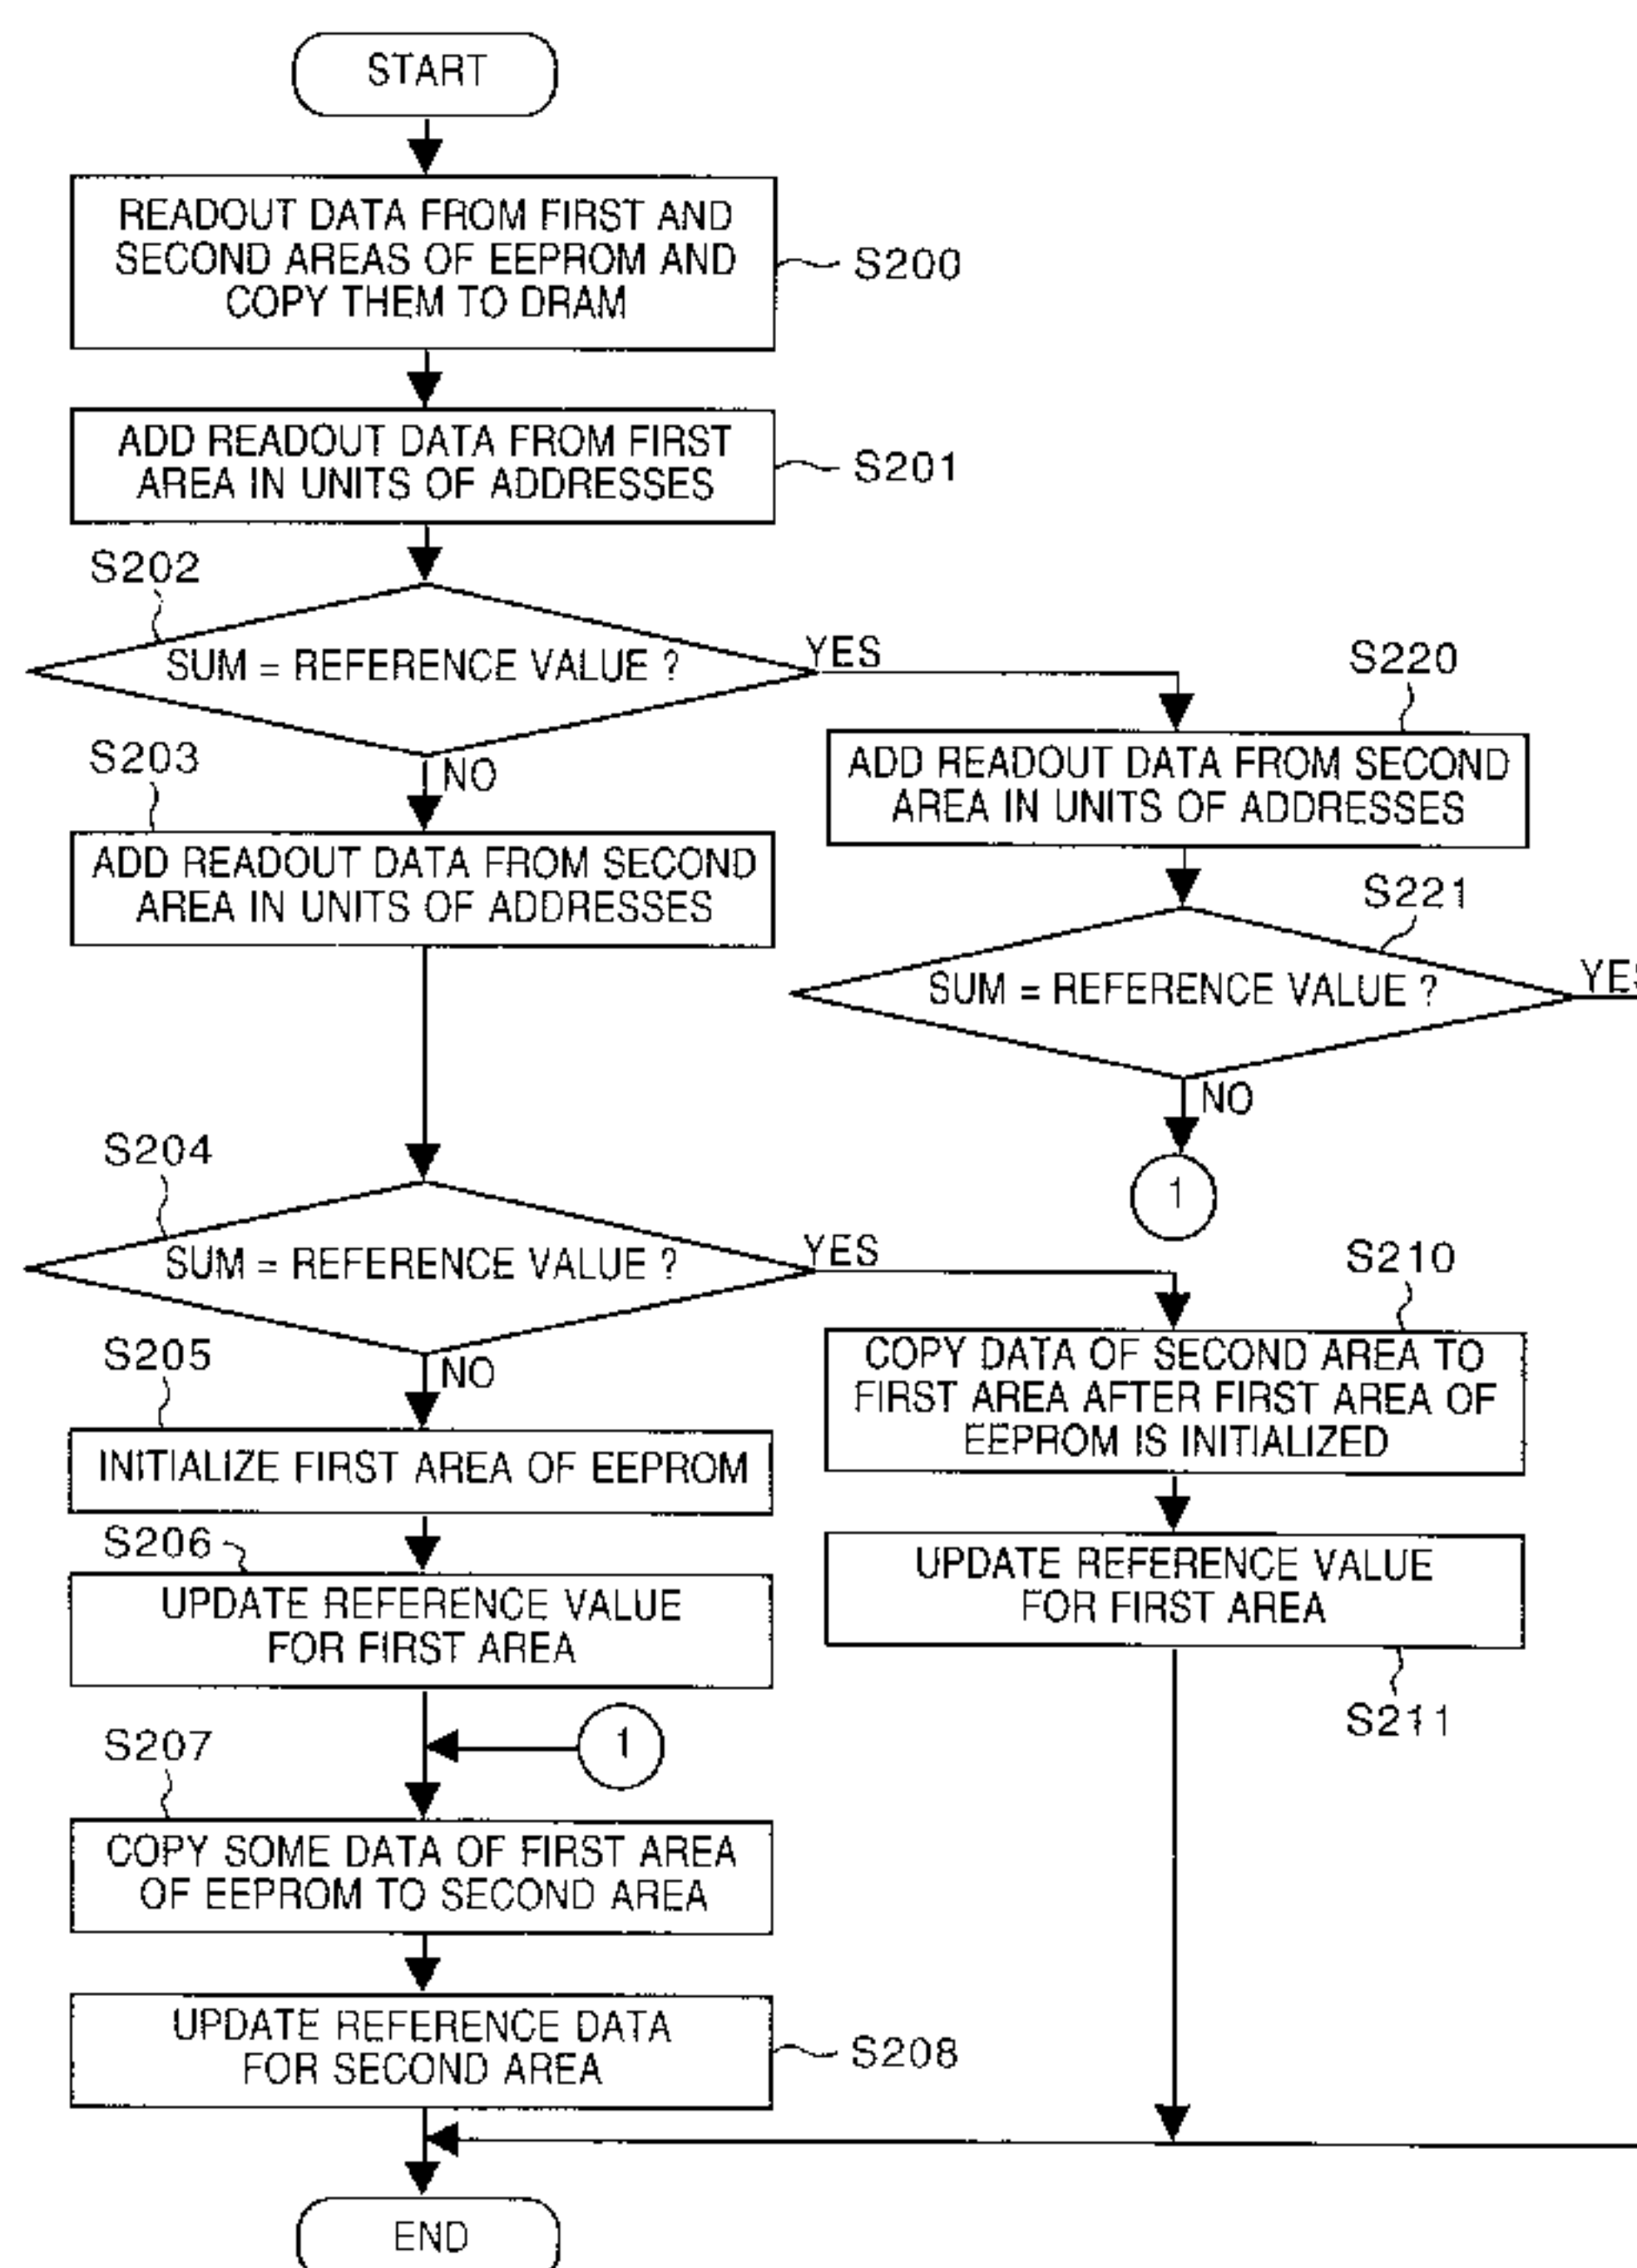 START
READOUT DATA FROM FIRST AND
SECOND AREAS OF EEPROM AND
COPY THEM TO DRAM
S200
ADD READOUT DATA FROM FIRST
AREA IN UNITS OF ADDRESSES
S201
S202
SUM = REFERENCE VALUE ?
YES
NO
S220
ADD READOUT DATA FROM SECOND
AREA IN UNITS OF ADDRESSES
S203
ADD READOUT DATA FROM SECOND
AREA IN UNITS OF ADDRESSES
S221
SUM = REFERENCE VALUE ?
YES
NO
1
S204
SUM = REFERENCE VALUE ?
YES
NO
S210
COPY DATA OF SECOND AREA TO
FIRST AREA AFTER FIRST AREA OF
EEPROM IS INITIALIZED
S205
INITIALIZE FIRST AREA OF EEPROM
S206
UPDATE REFERENCE VALUE
FOR FIRST AREA
UPDATE REFERENCE VALUE
FOR FIRST AREA
S211
1
S207
COPY SOME DATA OF FIRST AREA
OF EEPROM TO SECOND AREA
UPDATE REFERENCE DATA
FOR SECOND AREA
S208
END